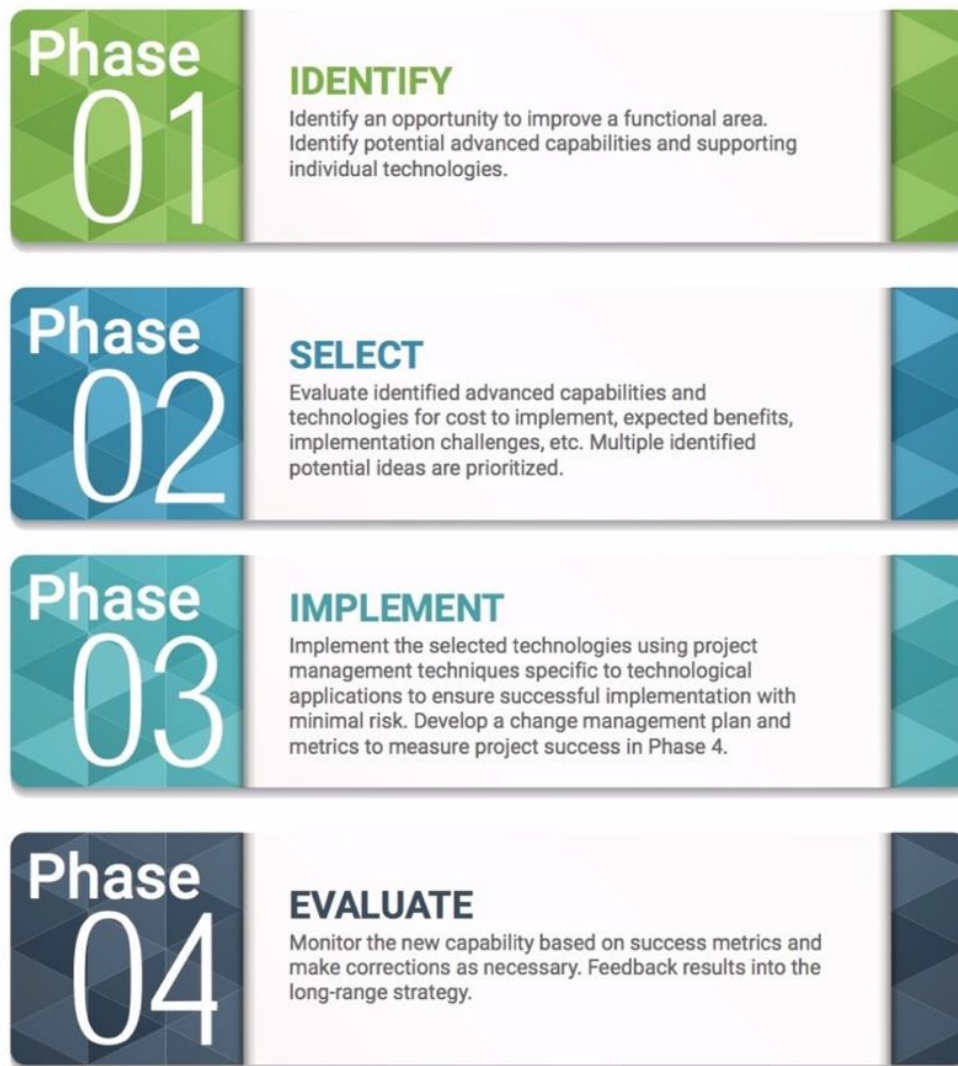 Phase
01
IDENTIFY
Identify an opportunity to improve a functional area.
Identify potential advanced capabilities and supporting
individual technologies.
Phase
02
SELECT
Evaluate identified advanced capabilities and
technologies for cost to implement, expected benefits,
implementation challenges, etc. Multiple identified
potential ideas are prioritized.
Phase
03
IMPLEMENT
Implement the selected technologies using project
management techniques specific to technological
applications to ensure successful implementation with
minimal risk. Develop a change management plan and
metrics to measure project success in Phase 4.
Phase
04
EVALUATE
Monitor the new capability based on success metrics and
make corrections as necessary. Feedback results into the
long-range strategy.